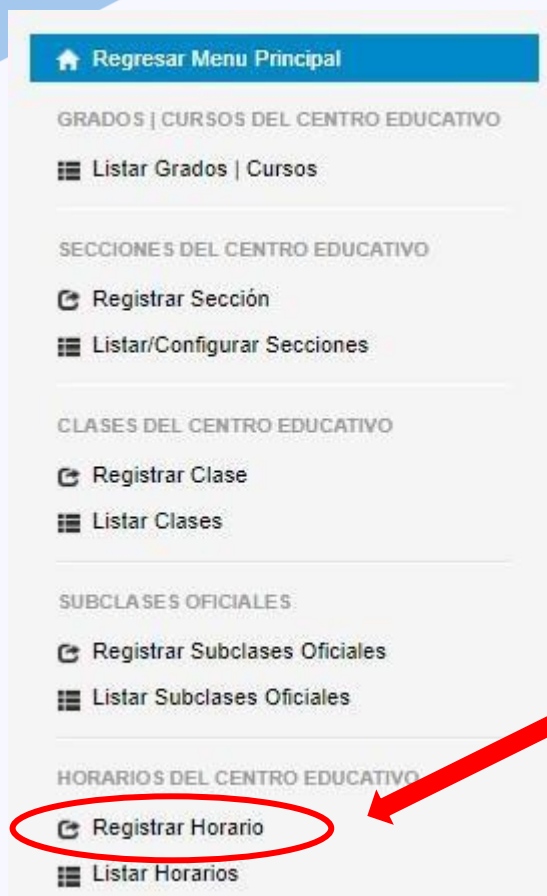 Regresar Menu Principal
GRADOS | CURSOS DEL CENTRO EDUCATIVO
Listar Grados | Cursos
SECCIONES DEL CENTRO EDUCATIVO
Registrar Sección
Listar/Configurar Secciones
CLASES DEL CENTRO EDUCATIVO
Registrar Clase
Listar Clases
SUBCLASES OFICIALES
Registrar Subclases Oficiales
Listar Subclases Oficiales
HORARIOS DEL CENTRO EDUCATIVO
Registrar Horario
Listar Horarios